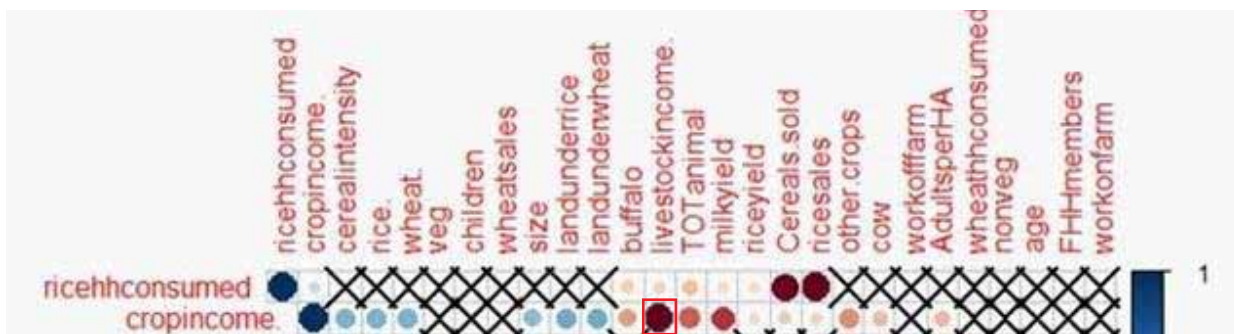 ricehhconsumed
cropincome.
cerealintensity
rice.
wheat.
veg
children
wheatsales
size
landunderrice
landunderwheat
buffalo
livestockincome.
TOTanimal
milkyield
riceyield
Cereals.sold
ricesales
other.crops
cow
workofffarm
AdultsperHA
wheathhconsumed
nonveg
age
FHHmembers
workonfarm
ricehhconsumed
1
cropincome.